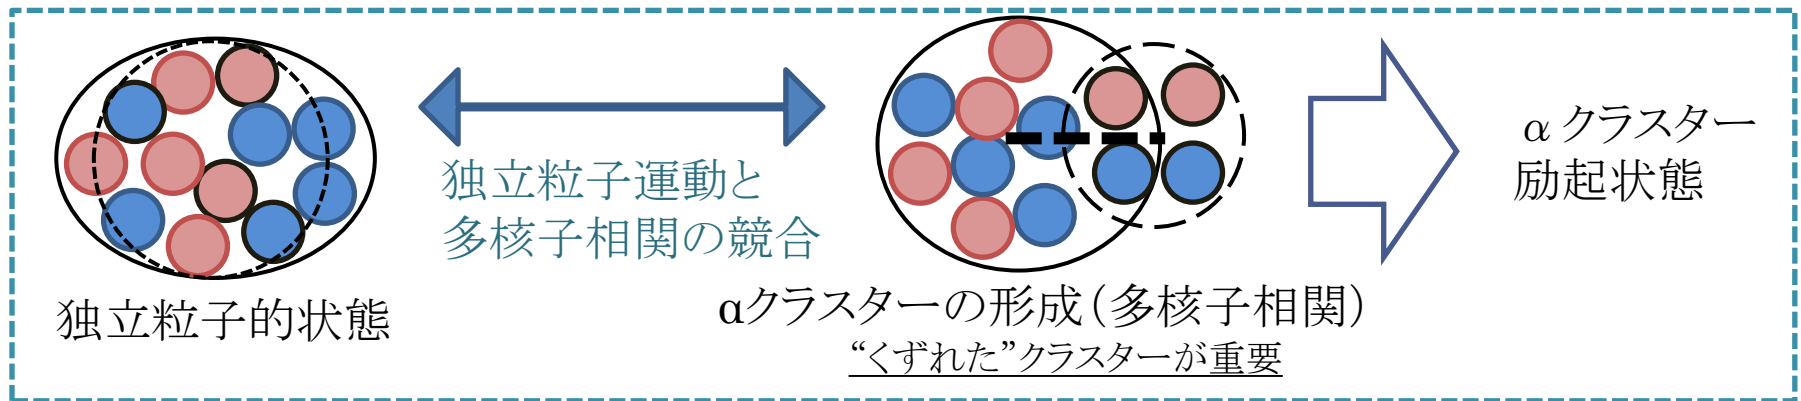 独立粒子的状態
独立粒子運動と
多核子相関の競合
αクラスターの形成（多核子相関）
“くずれた”クラスターが重要
αクラスター
励起状態